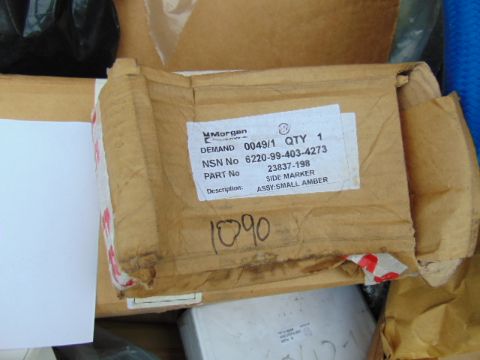 Morgan
DEMAND 0049/1 QTY 1
NSN No 6220-99-403-4273
PART No 23837-198
Description: SIDE MARKER
ASSY:SMALL AMBER
1090